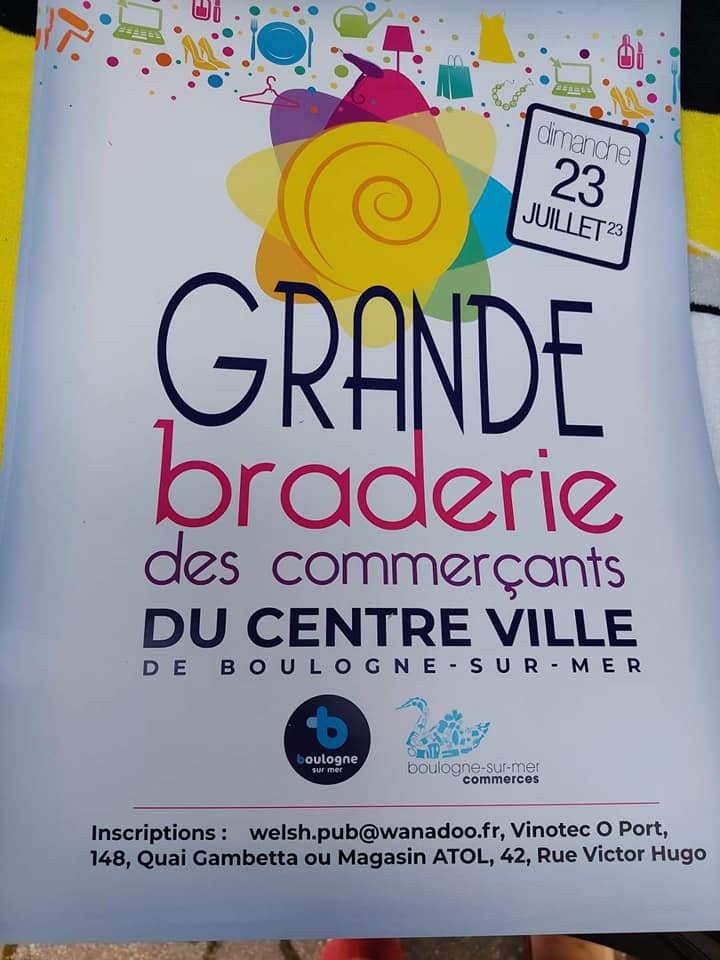 dimanche
23
JUILLET 23
GRANDE
braderie
des commerçants
DU CENTRE VILLE
DE BOULOGNE-SUR-MER
b
boulogne
sur mer
boulogne-sur-mer
commerces
Inscriptions : welsh.pub@wanadoo.fr, Vinotec O Port,
148, Quai Gambetta ou Magasin ATOL, 42, Rue Victor Hugo